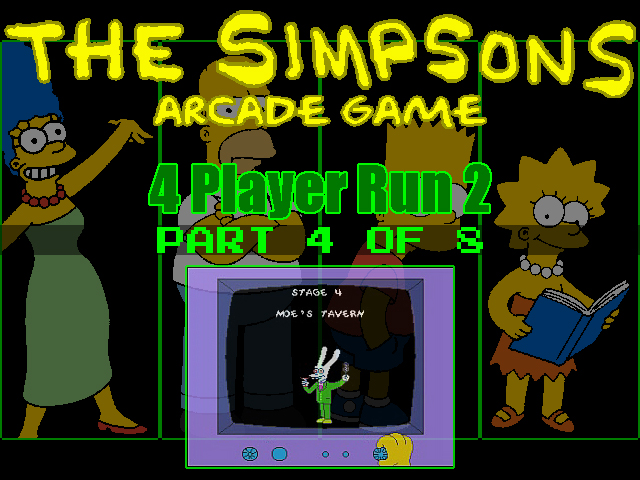 THE SIMPSONS
ARCADE GAME
4 Player Run 2
PART 4 OF 8
STAGE 4
MOE'S TAVERN